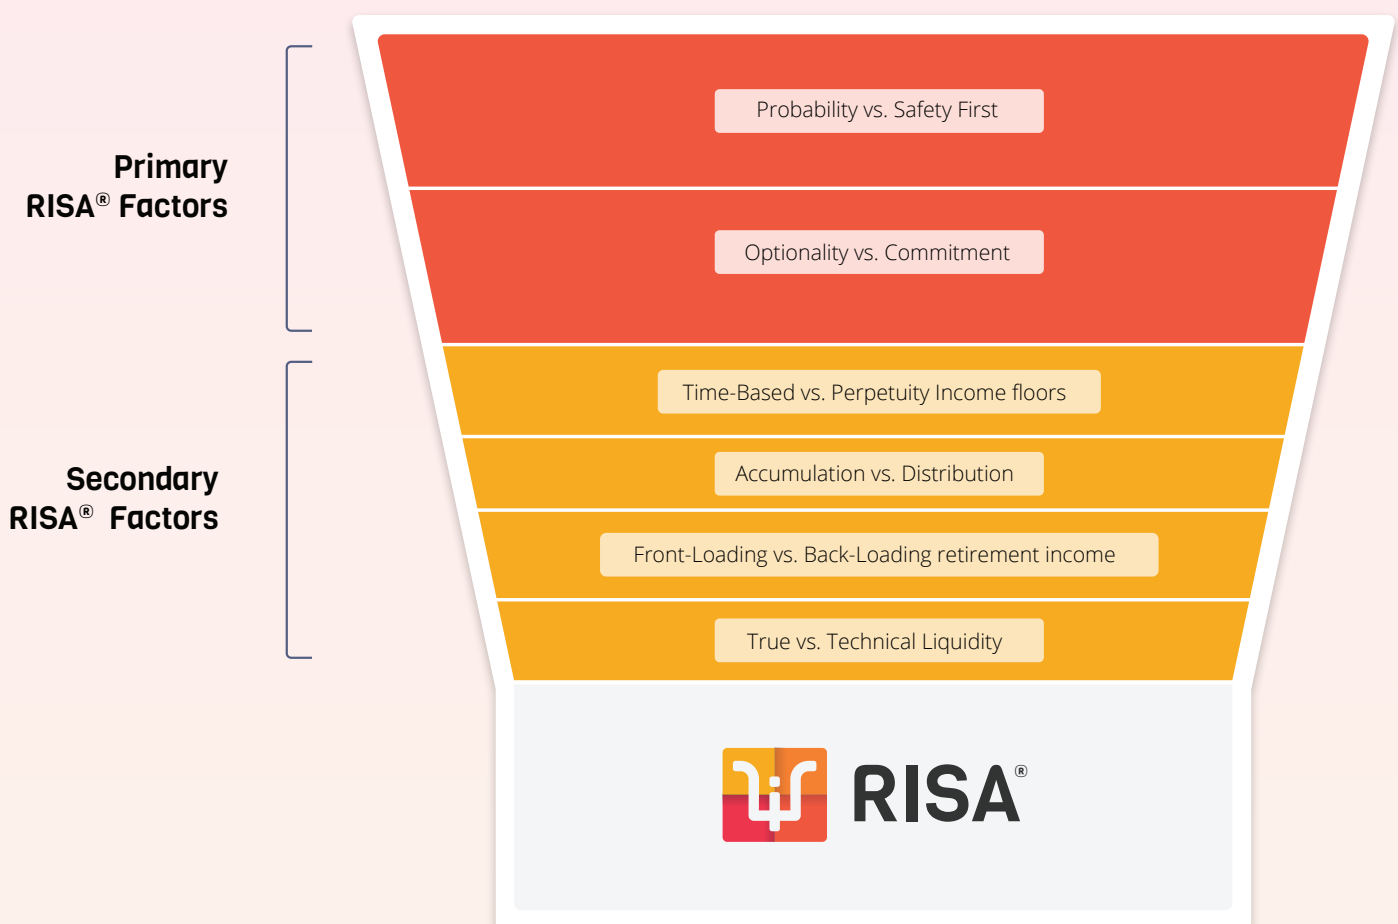 Primary
RISA® Factors
Probability vs. Safety First
Optionality vs. Commitment
Secondary
RISA® Factors
Time-Based vs. Perpetuity Income floors
Accumulation vs. Distribution
Front-Loading vs. Back-Loading retirement income
True vs. Technical Liquidity
RISA®